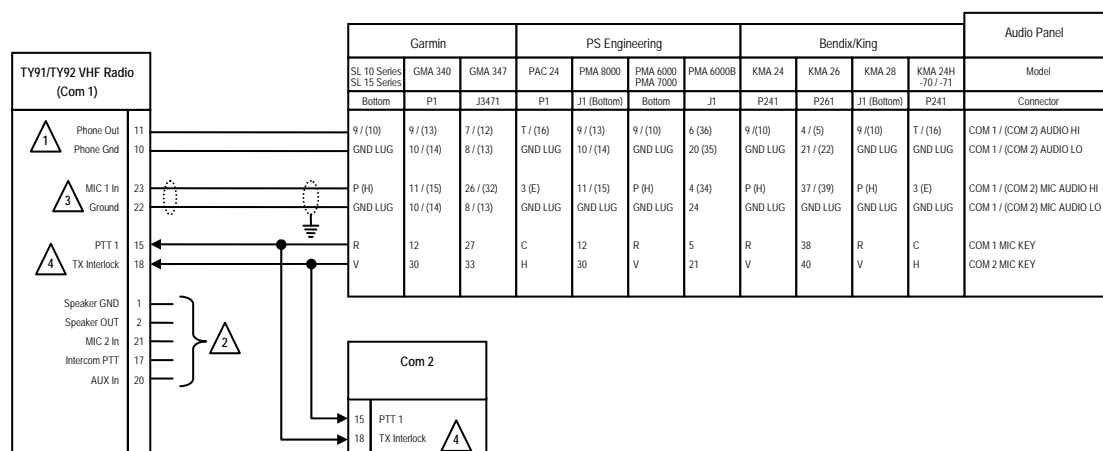 Audio Panel
Garmin PS Engineering Bendix/King
TY91/TY92 VHF Radio
(Com 1)
SL 10 Series
SL 15 Series GMA 340 GMA 347 PAC 24 PMA 8000 PMA 6000
PMA 7000 PMA 6000B KMA 24 KMA 26 KMA 28 KMA 24H
-70 / -71 Model
Bottom P1 J3471 P1 J1 (Bottom) Bottom J1 P241 P261 J1 (Bottom) P241 Connector
1 Phone Out 11 9 / (10) 9 / (13) 7 / (12) T / (16) 9 / (13) 9 / (10) 6 (36) 9 /(10) 4 / (5) 9 /(10) T / (16) COM 1 / (COM 2) AUDIO HI
Phone Gnd 10 GND LUG 10 / (14) 8 / (13) GND LUG 10 / (14) GND LUG 20 (35) GND LUG 21 / (22) GND LUG GND LUG COM 1 / (COM 2) AUDIO LO
3 MIC 1 In 23 P (H) 11 / (15) 26 / (32) 3 (E) 11 / (15) P (H) 4 (34) P (H) 37 / (39) P (H) 3 (E) COM 1 / (COM 2) MIC AUDIO HI
Ground 22 GND LUG 10 / (14) 8 / (13) GND LUG GND LUG GND LUG 24 GND LUG GND LUG GND LUG GND LUG COM 1 / (COM 2) MIC AUDIO LO
PTT 1 15 R 12 27 C 12 R 5 R 38 R C COM 1 MIC KEY
4 TX Interlock 18 V 30 33 H 30 V 21 V 40 V H COM 2 MIC KEY
Speaker GND 1
Speaker OUT 2
MIC 2 In 21 2
Intercom PTT 17
AUX In 20
Com 2
15 PTT 1
18 TX Interlock 4